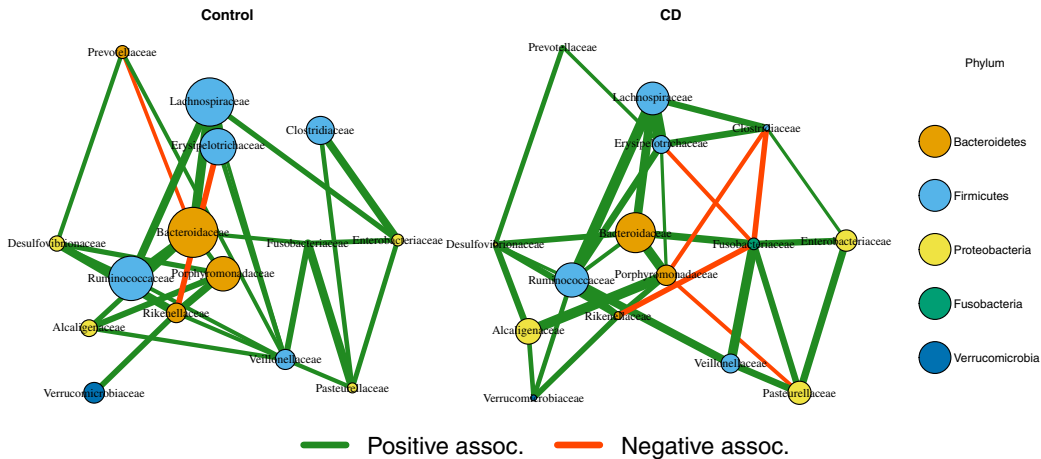 Control
Prevotellaceae
Lachnospiraceae
Clostridiaceae
Erysipelotrichaceae
Bacteroidaceae
Desulfovibrionaceae
Fusobacteriaceae
Enterobacteriaceae
Ruminococcaceae
Porphyromonadaceae
Rikenellaceae
Alcaligenaceae
Veillonellaceae
Verrucomicrobiaceae
Pasteurellaceae
CD
Prevotellaceae
Lachnospiraceae
Clostridiaceae
Erysipelotrichaceae
Bacteroidaceae
Desulfovibrionaceae
Fusobacteriaceae
Enterobacteriaceae
Ruminococcaceae
Porphyromonadaceae
Rikenellaceae
Alcaligenaceae
Veillonellaceae
Verrucomicrobiaceae
Pasteurellaceae
Phylum
Bacteroidetes
Firmicutes
Proteobacteria
Fusobacteria
Verrucomicrobia
Positive assoc.
Negative assoc.